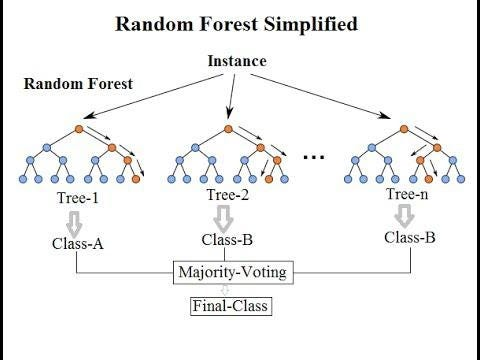 Random Forest Simplified
Instance
Random Forest
...
Tree-1
Tree-2
Tree-n
Class-A
Class-B
Class-B
Majority-Voting
Final-Class